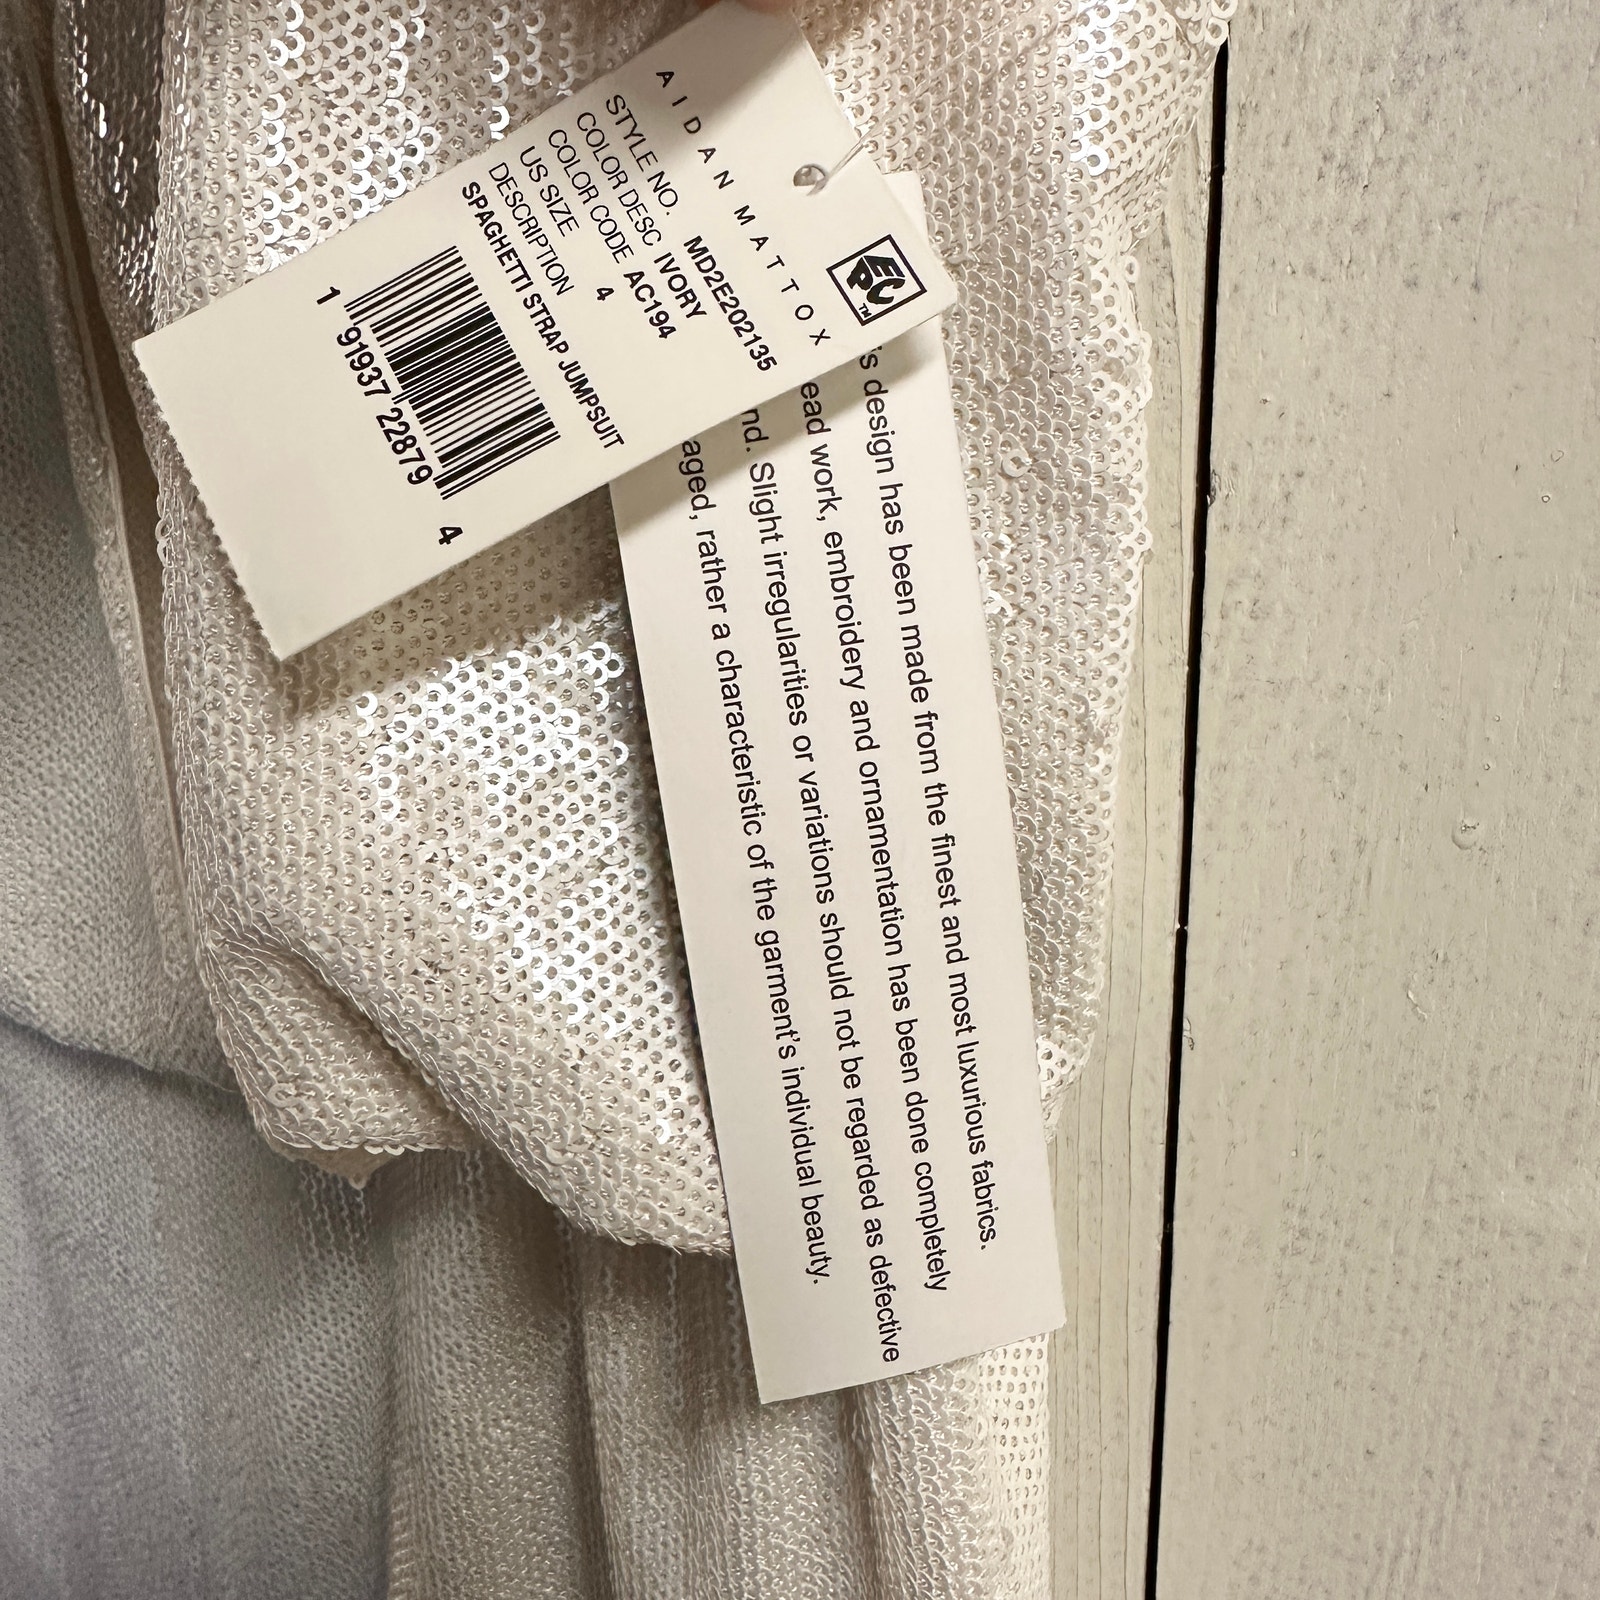 AIDAN MATTOX
STYLE NO. MD2E202135
COLOR DESC IVORY
COLOR CODE AC194
US SIZE 4
DESCRIPTION
SPAGHETTI STRAP JUMPSUIT
1 91937 22879 4
EPC TM
's design has been made from the finest and most luxurious fabrics.
ead work, embroidery and ornamentation has been done completely
nd. Slight irregularities or variations should not be regarded as defective
aged, rather a characteristic of the garment's individual beauty.